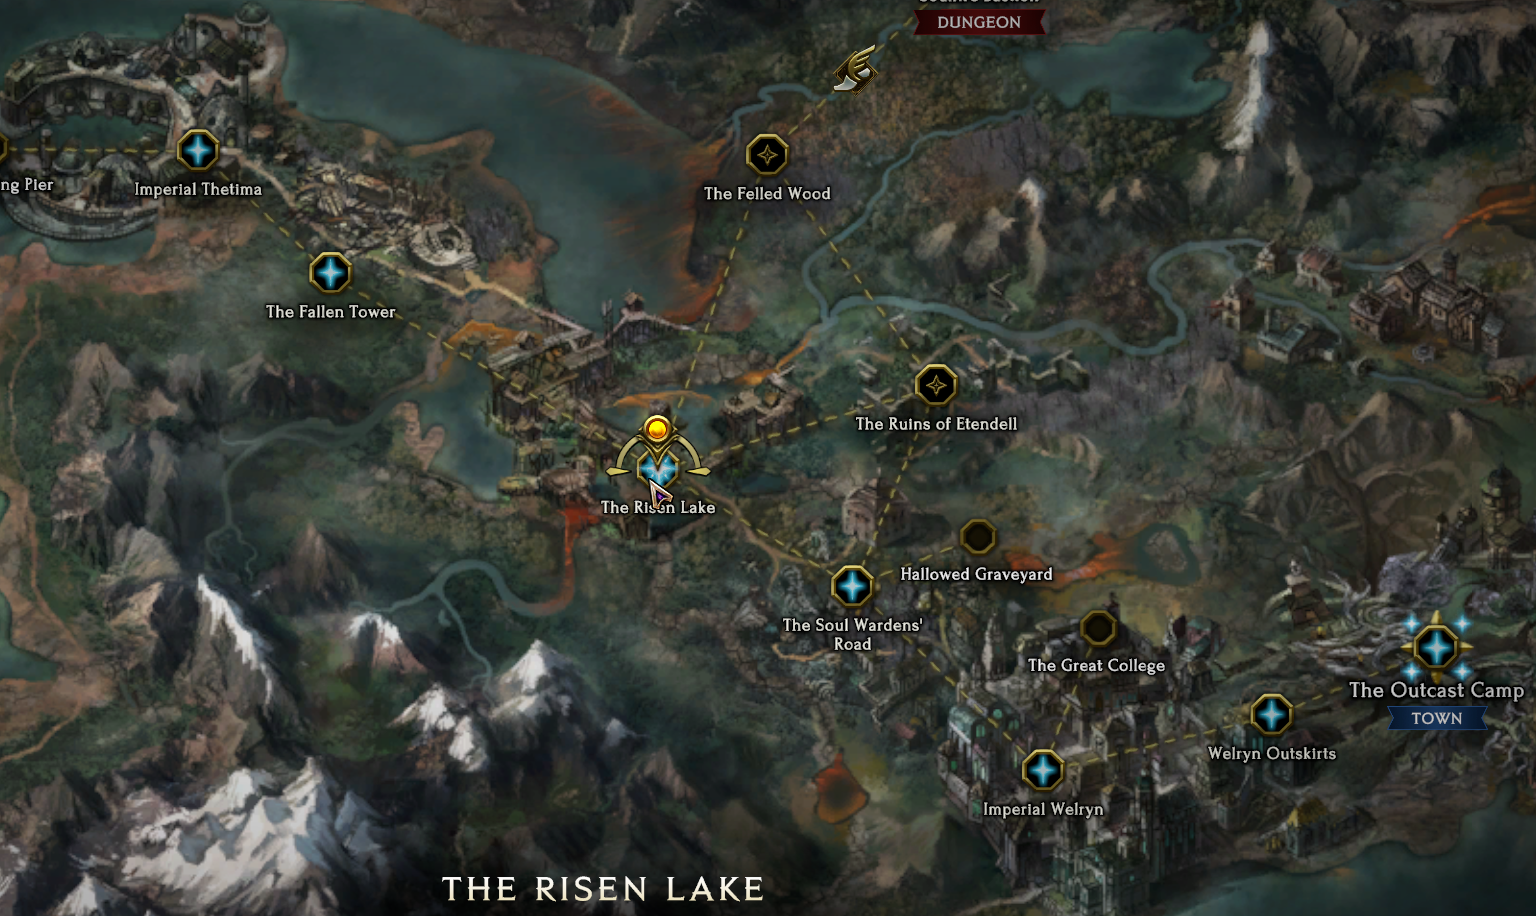 DUNGEON
ng Pier
Imperial Thetima
The Felled Wood
The Fallen Tower
The Ruins of Etendell
The Risen Lake
Hallowed Graveyard
The Soul Wardens'
Road
The Great College
The Outcast Camp
TOWN
Welryn Outskirts
Imperial Welryn
THE RISEN LAKE